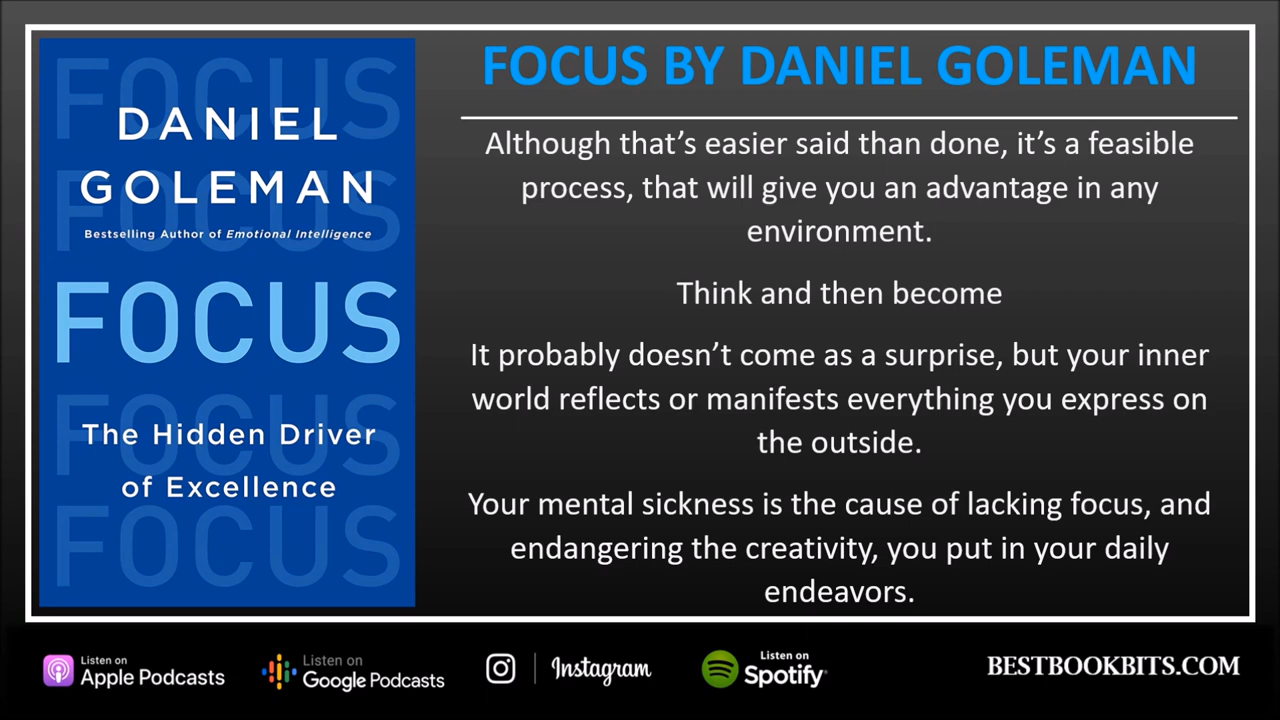 FOCUS
DANIEL
FOCUS
GOLEMAN
Bestselling Author of Emotional Intelligence
FOCUS
FOCUS
The Hidden Driver
of Excellence
FOCUS
FOCUS BY DANIEL GOLEMAN
Although that’s easier said than done, it’s a feasible
process, that will give you an advantage in any
environment.
Think and then become
It probably doesn’t come as a surprise, but your inner
world reflects or manifests everything you express on
the outside.
Your mental sickness is the cause of lacking focus, and
endangering the creativity, you put in your daily
endeavors.
Listen on
Apple Podcasts
Listen on
Google Podcasts
Instagram
Listen on
Spotify
BESTBOOKBITS.COM